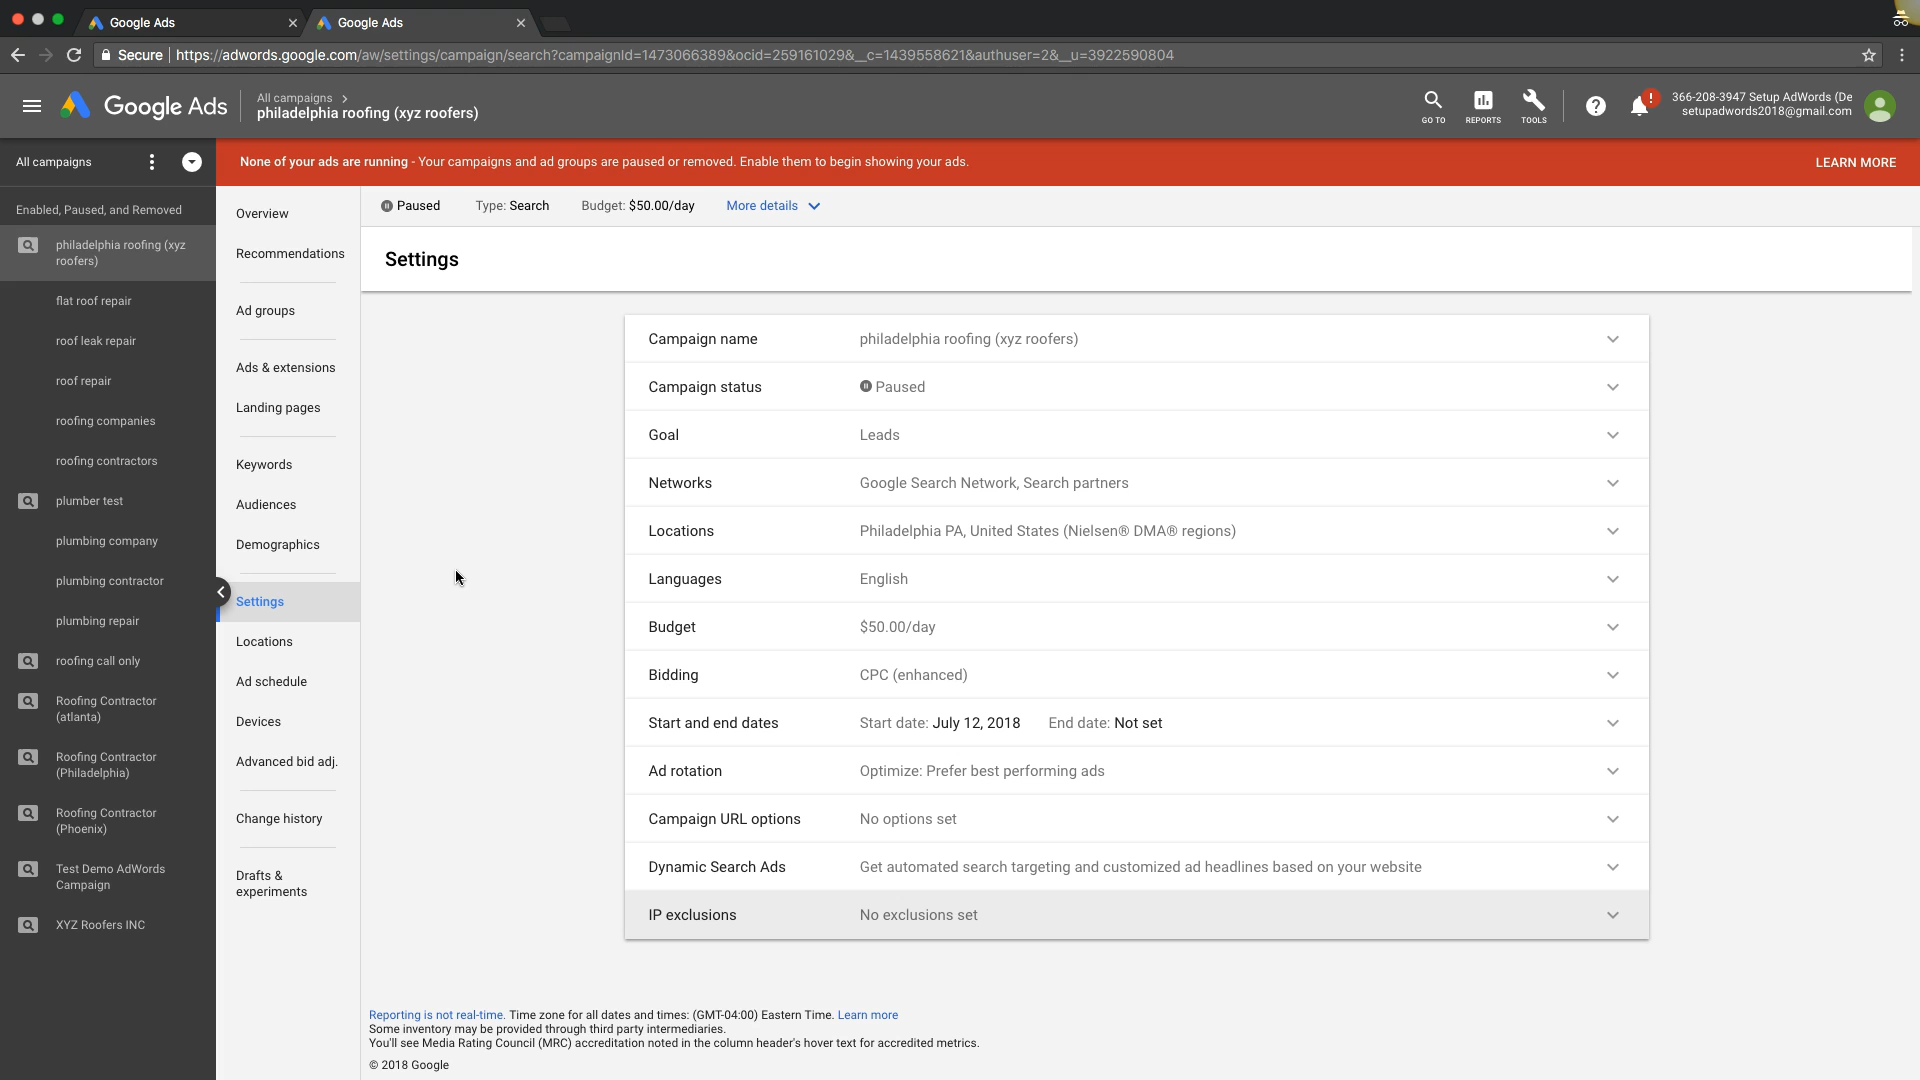 Google Ads
Google Ads
Secure
https://adwords.google.com/aw/settings/campaign/search?campaignId=1473066389&ocid=259161029&__c=1439558621&authuser=2&__u=3922590804
Google Ads
All campaigns >
philadelphia roofing (xyz roofers)
GO TO
REPORTS
TOOLS
366-208-3947 Setup AdWords (De
setupadwords2018@gmail.com
All campaigns
None of your ads are running - Your campaigns and ad groups are paused or removed. Enable them to begin showing your ads.
LEARN MORE
Enabled, Paused, and Removed
philadelphia roofing (xyz
roofers)
flat roof repair
roof leak repair
roof repair
roofing companies
roofing contractors
plumber test
plumbing company
plumbing contractor
plumbing repair
roofing call only
Roofing Contractor
(atlanta)
Roofing Contractor
(Philadelphia)
Roofing Contractor
(Phoenix)
Test Demo AdWords
Campaign
XYZ Roofers INC
Overview
Recommendations
Ad groups
Ads & extensions
Landing pages
Keywords
Audiences
Demographics
Settings
Locations
Ad schedule
Devices
Advanced bid adj.
Change history
Drafts &
experiments
Paused Type: Search Budget: $50.00/day More details
Settings
Campaign name philadelphia roofing (xyz roofers)
Campaign status Paused
Goal Leads
Networks Google Search Network, Search partners
Locations Philadelphia PA, United States (Nielsen® DMA® regions)
Languages English
Budget $50.00/day
Bidding CPC (enhanced)
Start and end dates Start date: July 12, 2018 End date: Not set
Ad rotation Optimize: Prefer best performing ads
Campaign URL options No options set
Dynamic Search Ads Get automated search targeting and customized ad headlines based on your website
IP exclusions No exclusions set
Reporting is not real-time. Time zone for all dates and times: (GMT-04:00) Eastern Time. Learn more
Some inventory may be provided through third party intermediaries.
You'll see Media Rating Council (MRC) accreditation noted in the column header's hover text for accredited metrics.
© 2018 Google